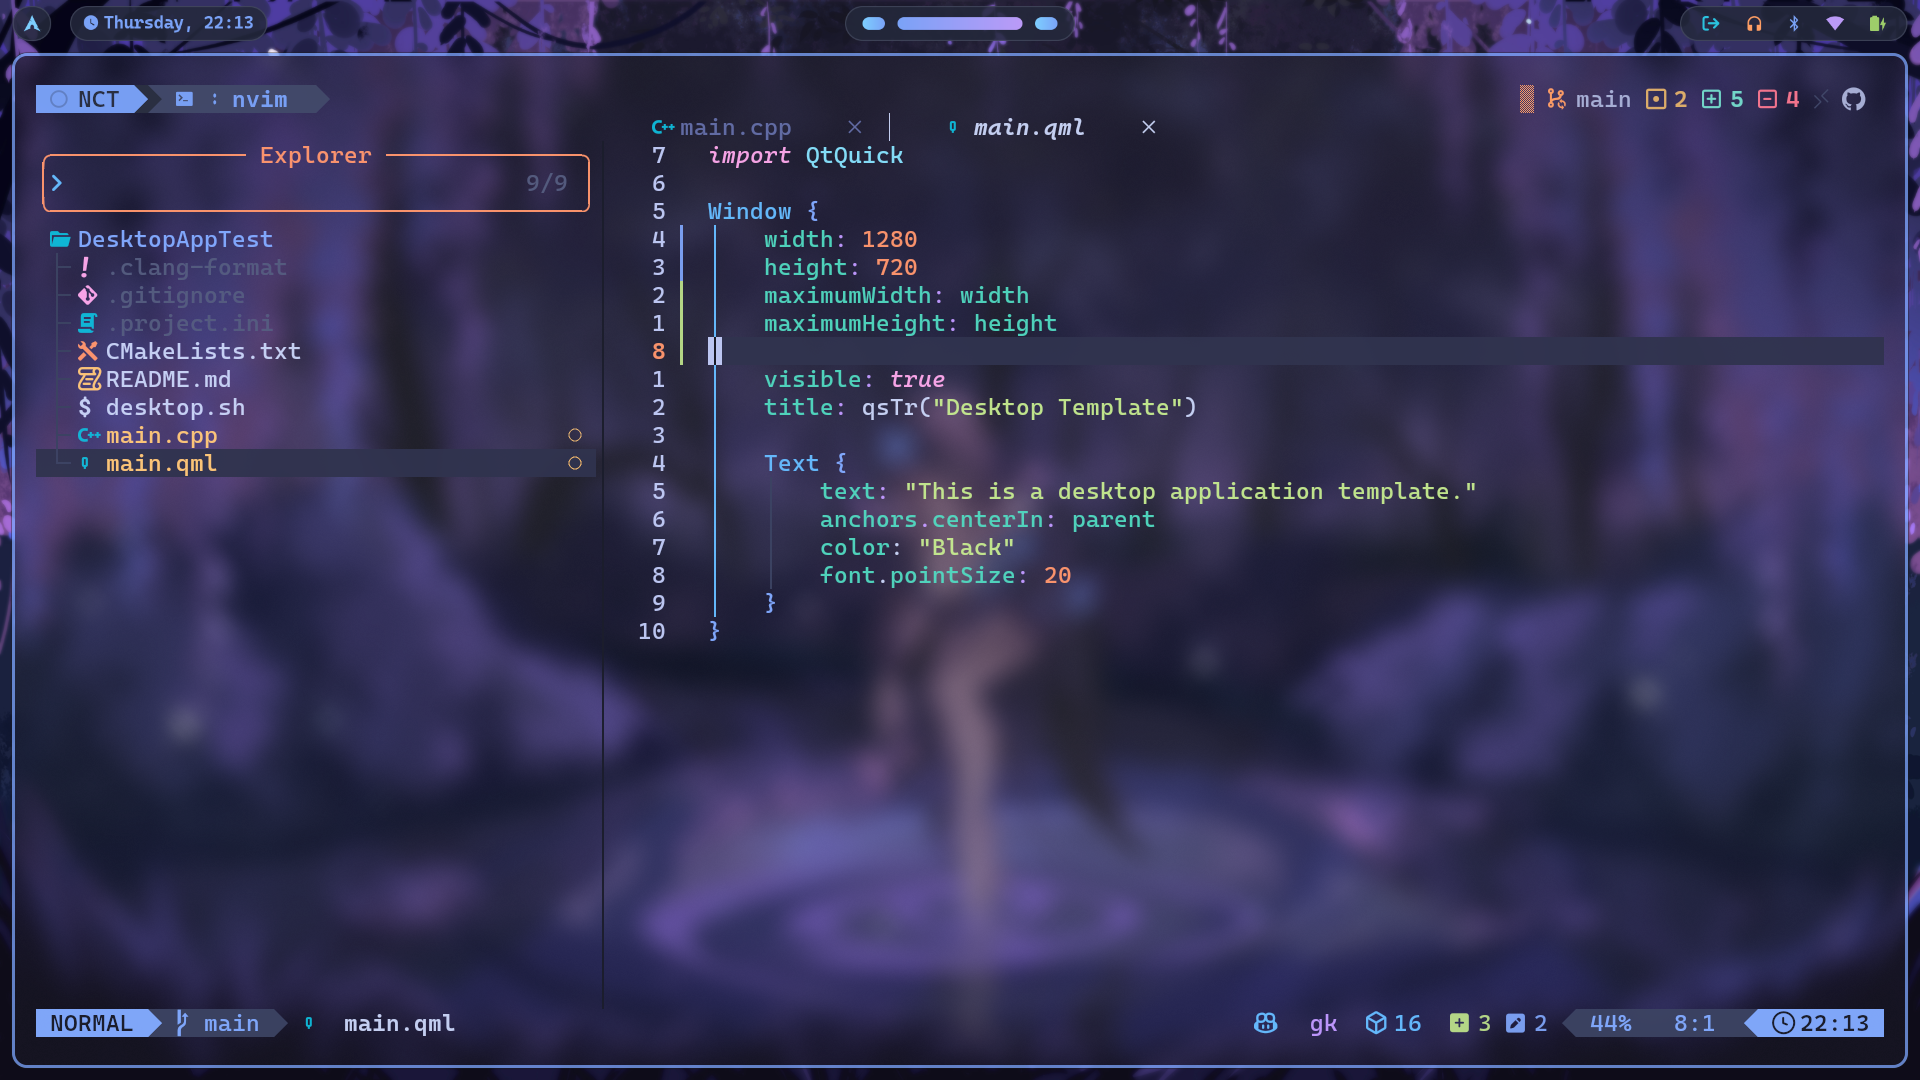 Thursday, 22:13
NCT : nvim
main 2 5 4
main.cpp main.qml
Explorer
9/9
DesktopAppTest
.clang-format
.gitignore
.project.ini
CMakeLists.txt
README.md
$ desktop.sh
C++ main.cpp
main.qml
7 import QtQuick
6
5 Window {
4 width: 1280
3 height: 720
2 maximumWidth: width
1 maximumHeight: height
8
1 visible: true
2 title: qsTr("Desktop Template")
3
4 Text {
5 text: "This is a desktop application template."
6 anchors.centerIn: parent
7 color: "Black"
8 font.pointSize: 20
9 }
10 }
NORMAL main main.qml gk 16 3 2 44% 8:1 22:13